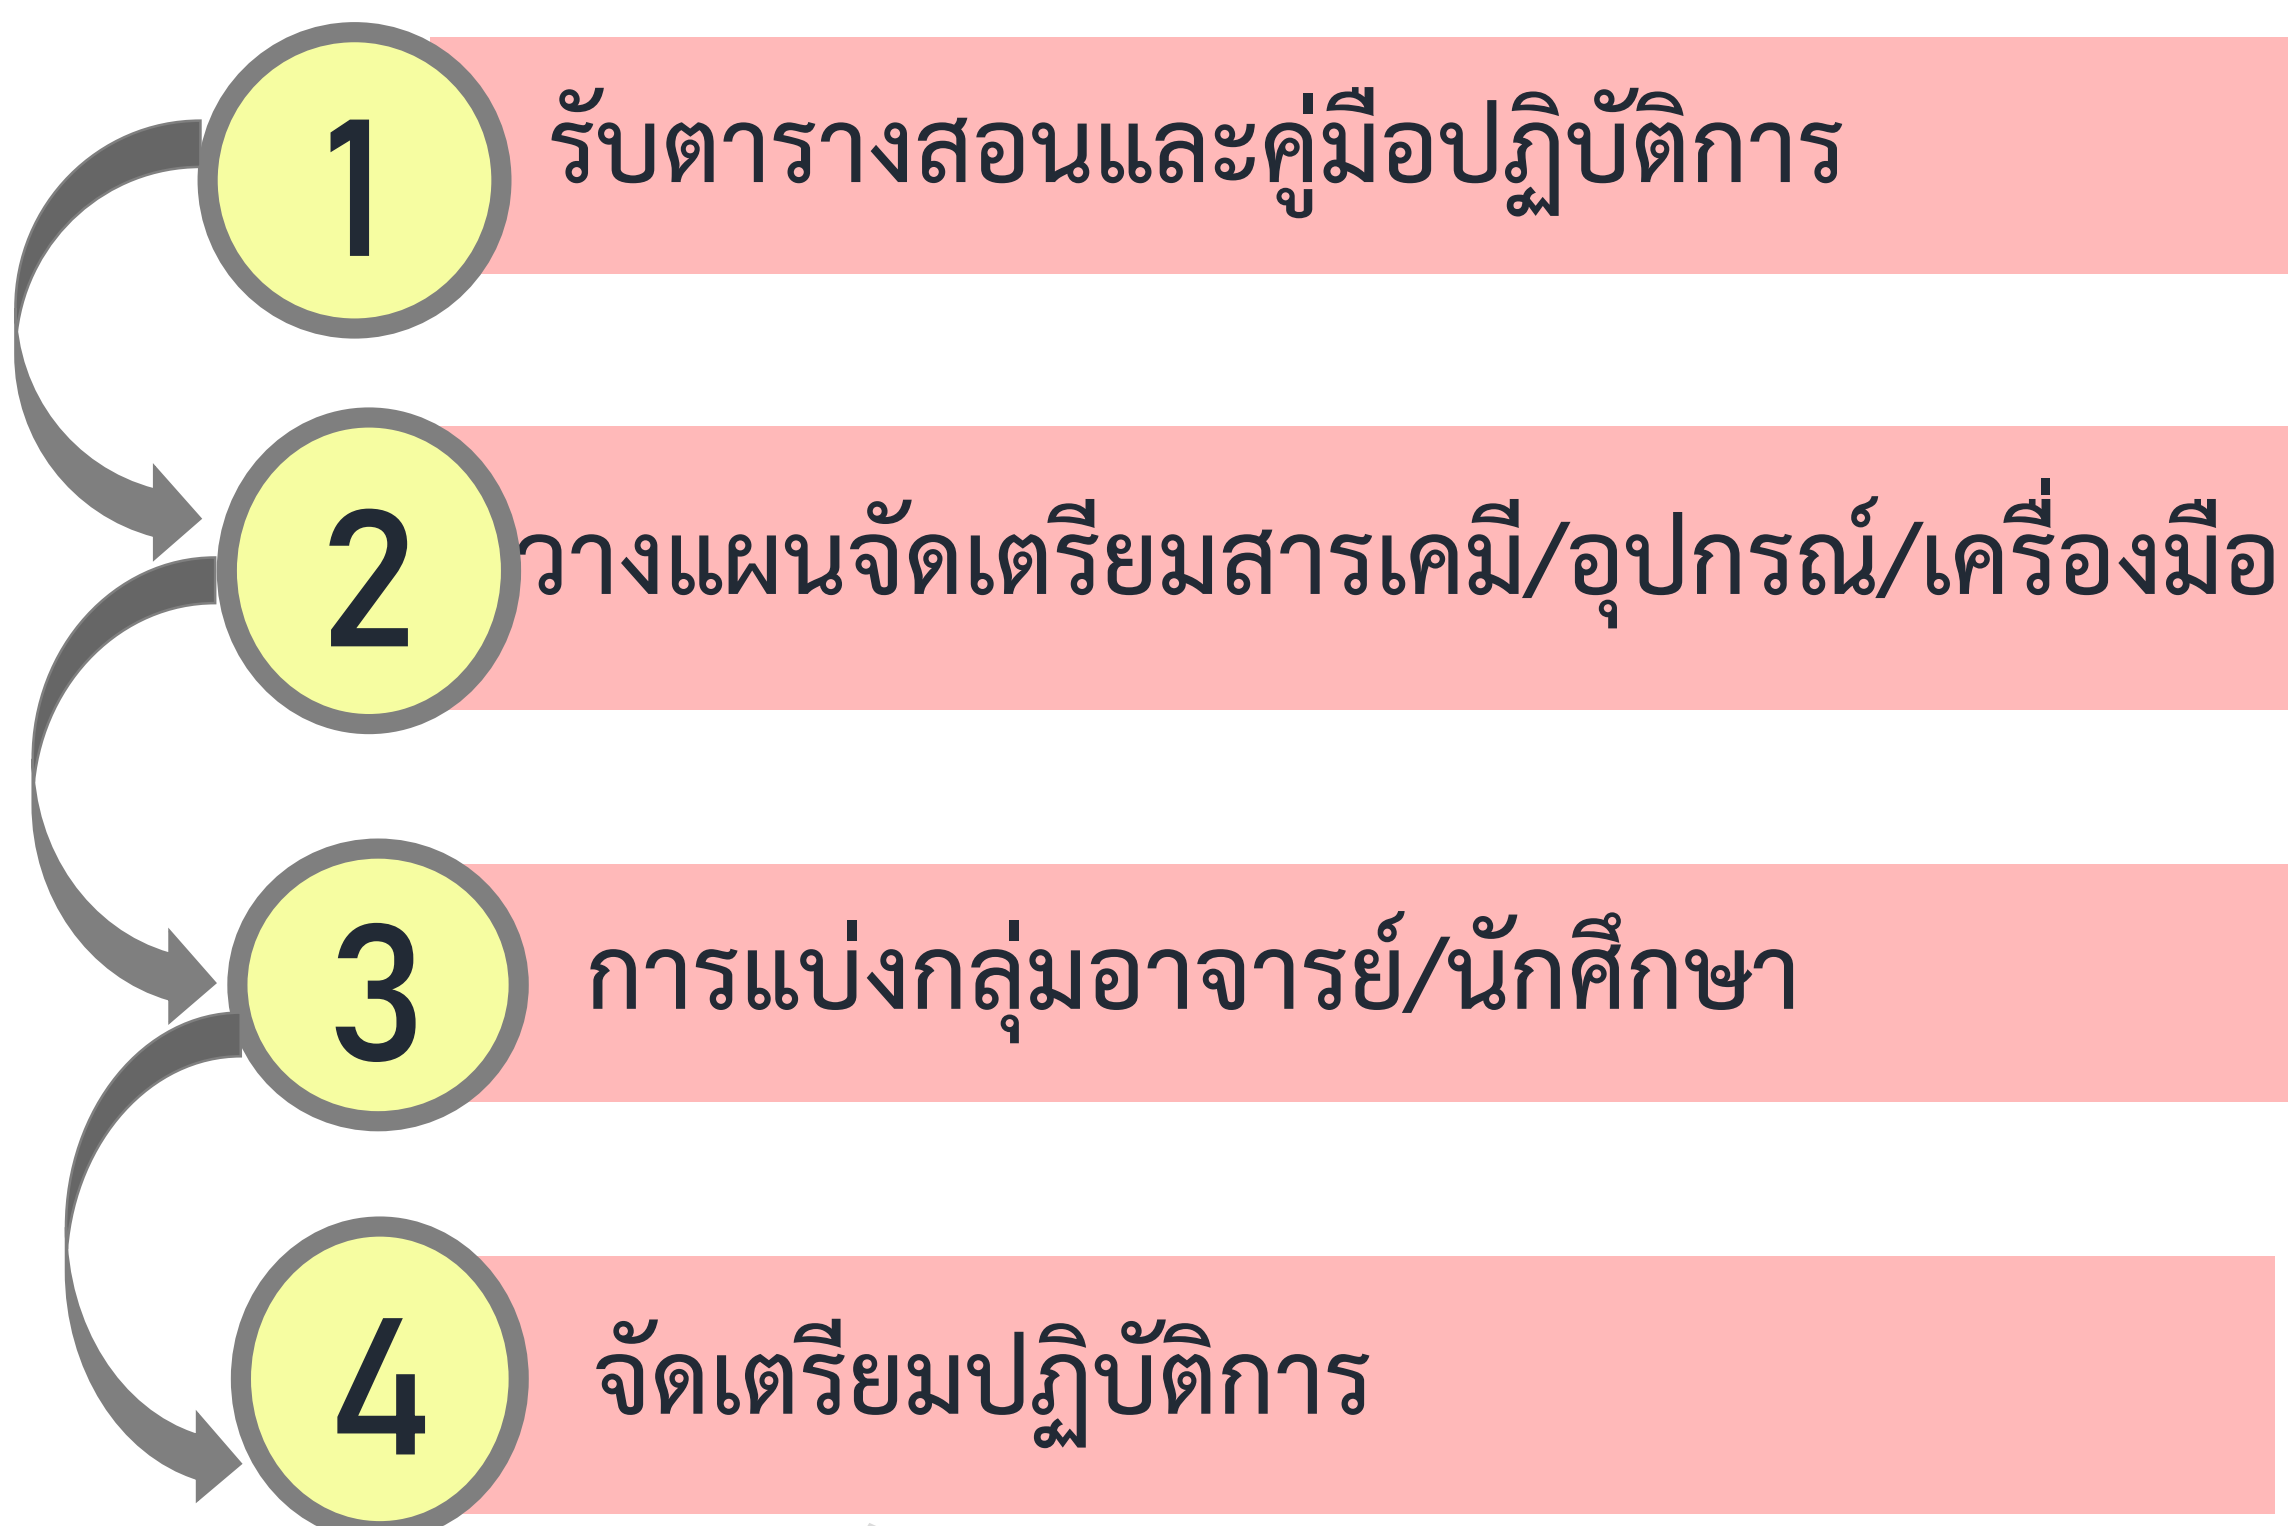 1
รับตารางสอนและคู่มือปฏิบัติการ
2
วางแผนจัดเตรียมสารเคมี/อุปกรณ์/เครื่องมือ
3
การแบ่งกลุ่มอาจารย์/นักศึกษา
4
จัดเตรียมปฏิบัติการ